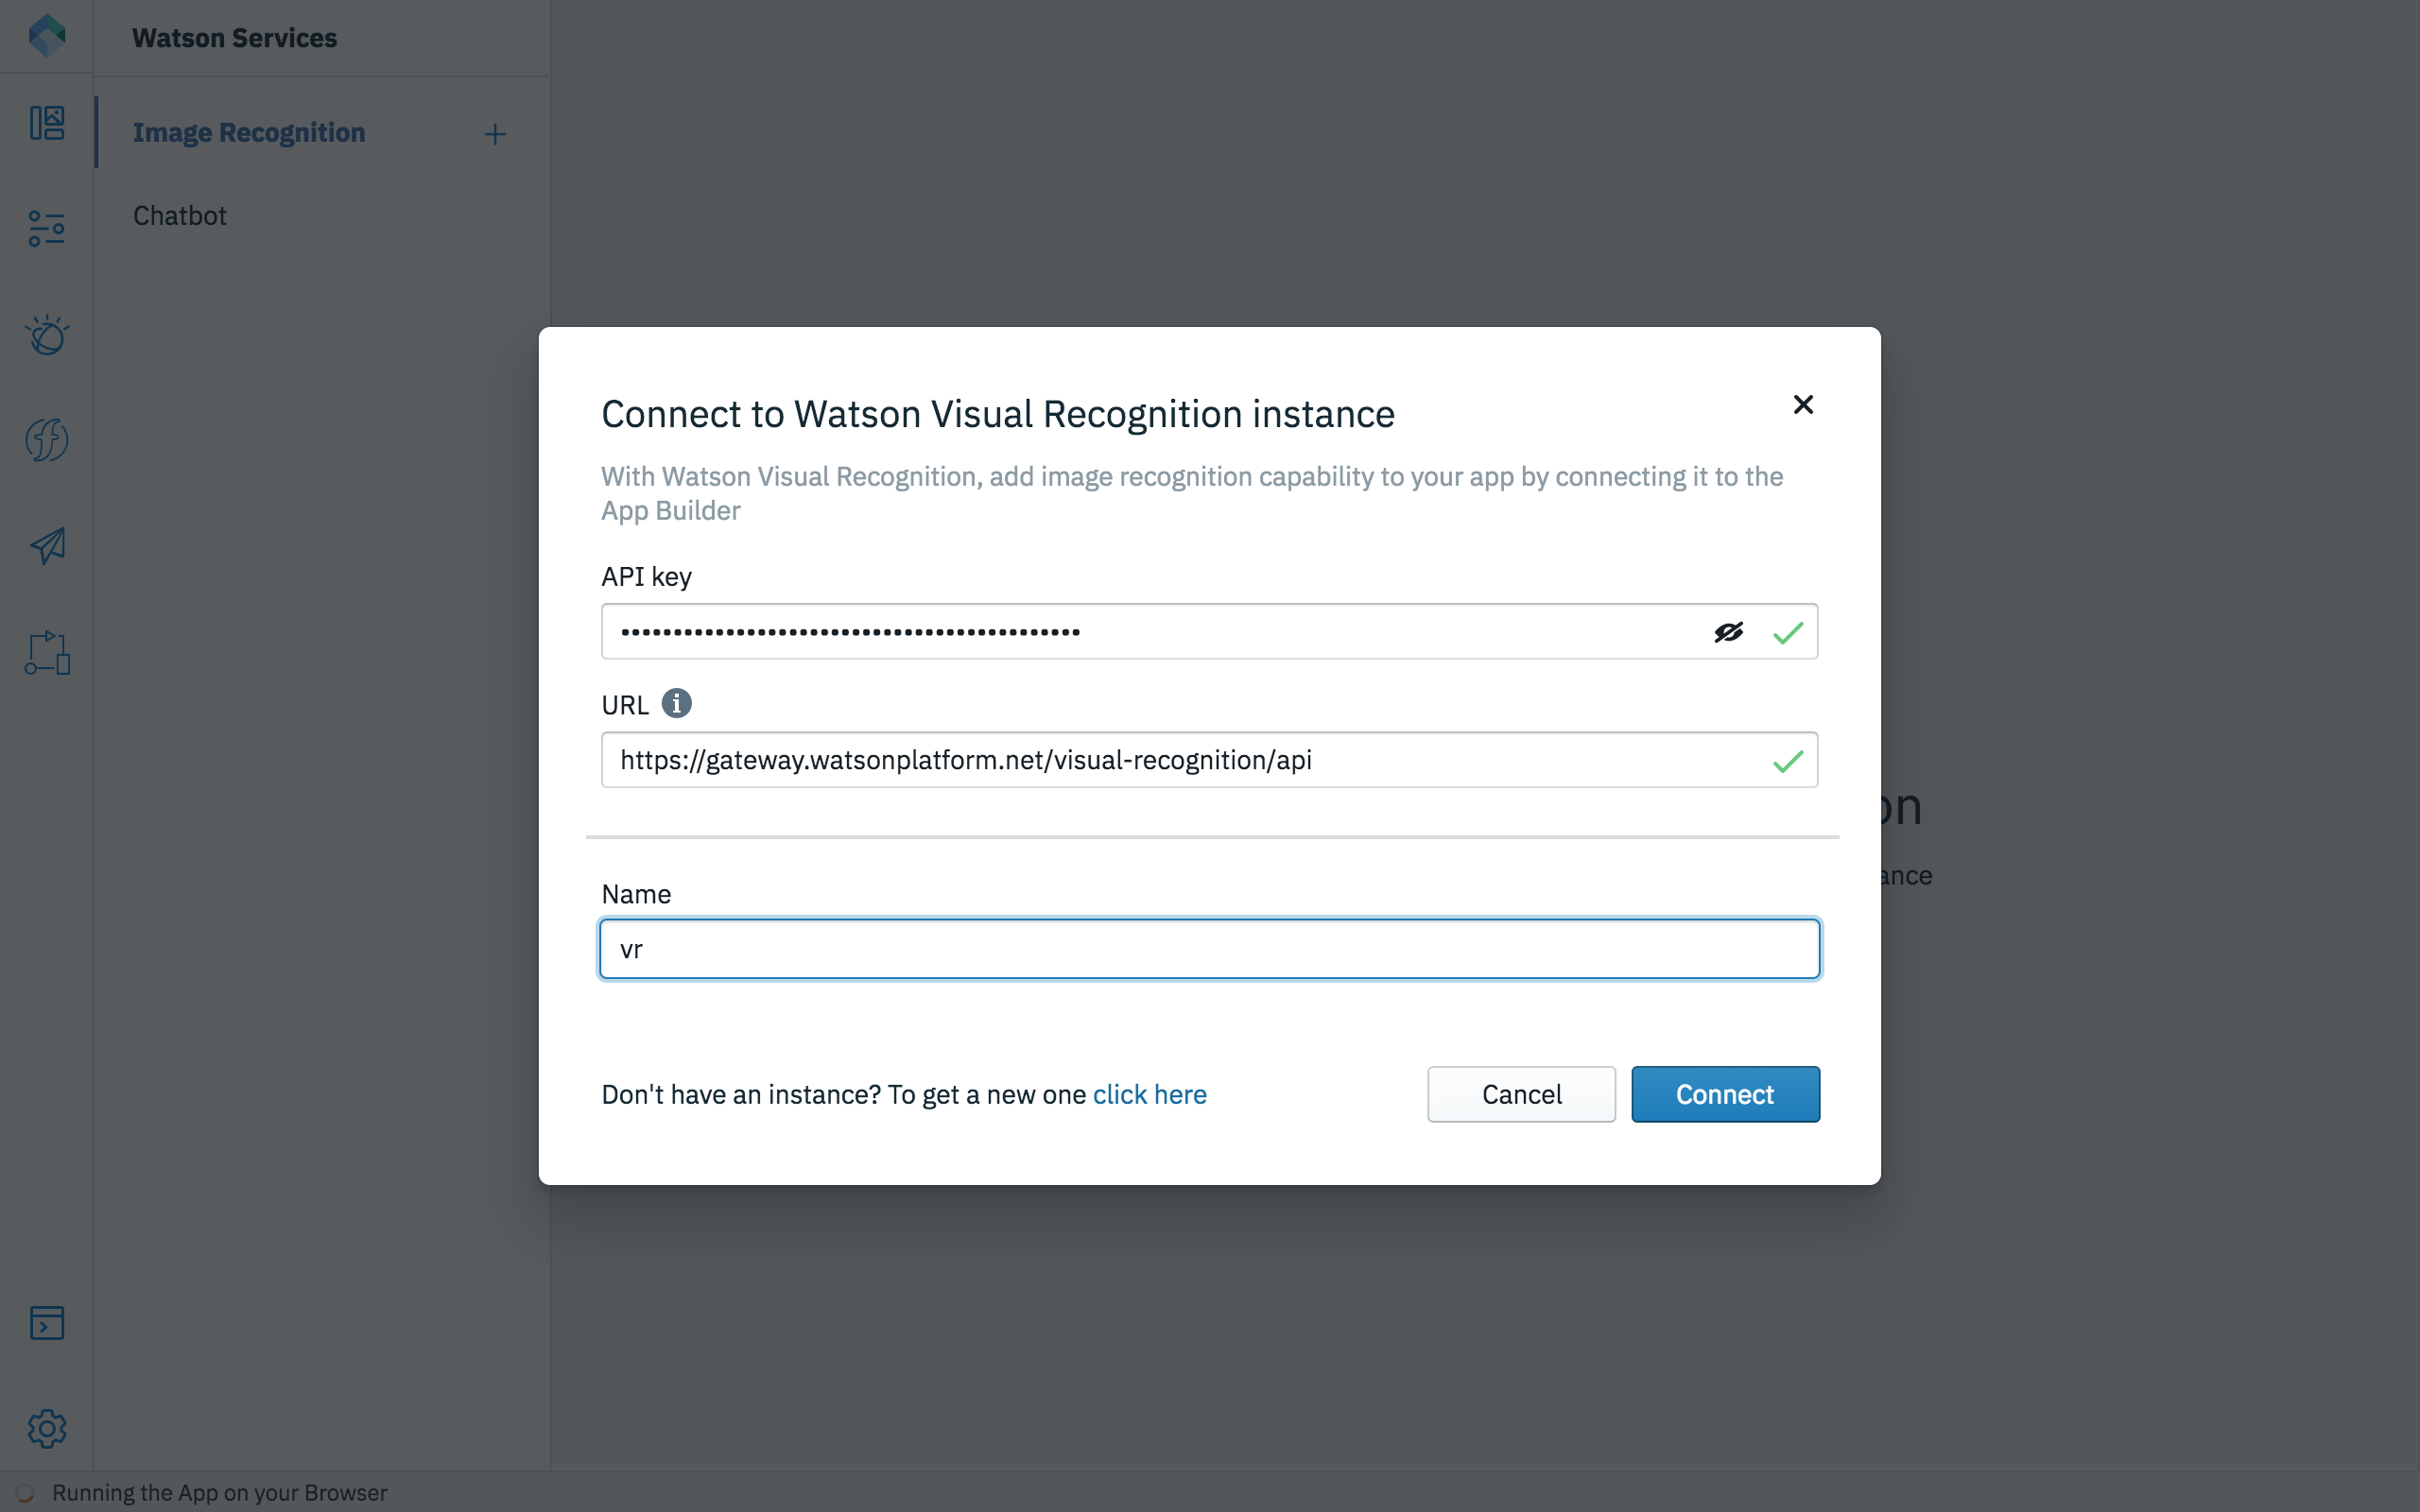 Watson Services
Image Recognition
Chatbot
Connect to Watson Visual Recognition instance
With Watson Visual Recognition, add image recognition capability to your app by connecting it to the
App Builder
API key
URL
https://gateway.watsonplatform.net/visual-recognition/api
Name
vr
Don't have an instance? To get a new one click here
Cancel
Connect
Running the App on your Browser